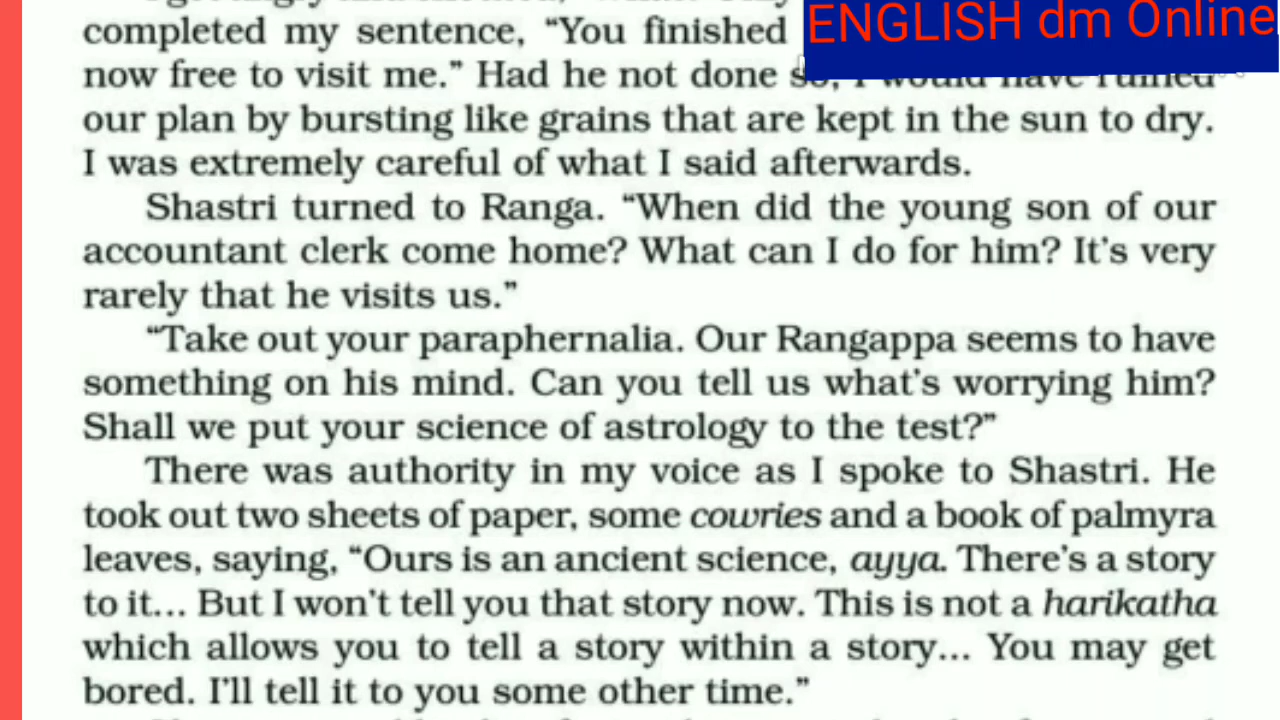 ENGLISH dm Online
completed my sentence, “You finished
now free to visit me.” Had he not done so, I would have ruined
our plan by bursting like grains that are kept in the sun to dry.
I was extremely careful of what I said afterwards.
Shastri turned to Ranga. “When did the young son of our
accountant clerk come home? What can I do for him? It’s very
rarely that he visits us.”
“Take out your paraphernalia. Our Rangappa seems to have
something on his mind. Can you tell us what’s worrying him?
Shall we put your science of astrology to the test?”
There was authority in my voice as I spoke to Shastri. He
took out two sheets of paper, some cowries and a book of palmyra
leaves, saying, “Ours is an ancient science, ayya. There’s a story
to it... But I won’t tell you that story now. This is not a harikatha
which allows you to tell a story within a story... You may get
bored. I’ll tell it to you some other time.”